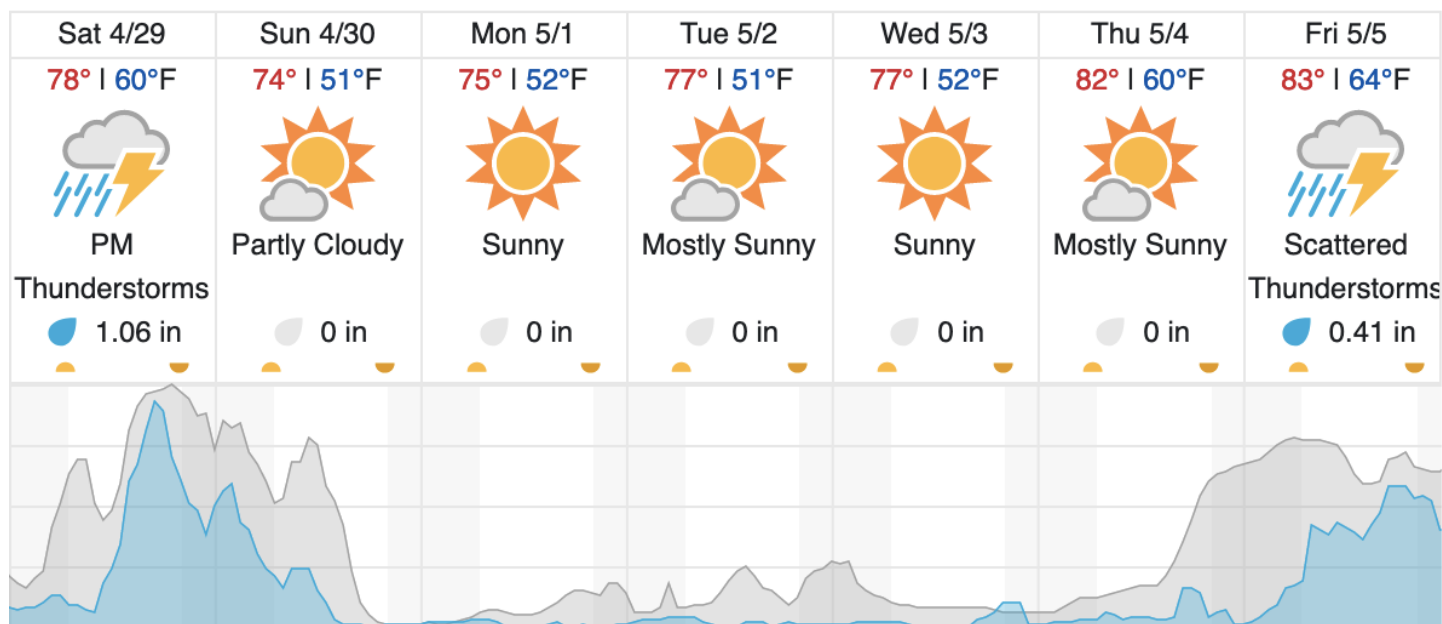 Sat 4/29 Sun 4/30 Mon 5/1 Tue 5/2 Wed 5/3 Thu 5/4 Fri 5/5
78° | 60°F 74° | 51°F 75° | 52°F 77° | 51°F 77° | 52°F 82° | 60°F 83° | 64°F
PM Partly Cloudy Sunny Mostly Sunny Sunny Mostly Sunny Scattered
Thunderstorms Thunderstorms
1.06 in 0 in 0 in 0 in 0 in 0 in 0.41 in